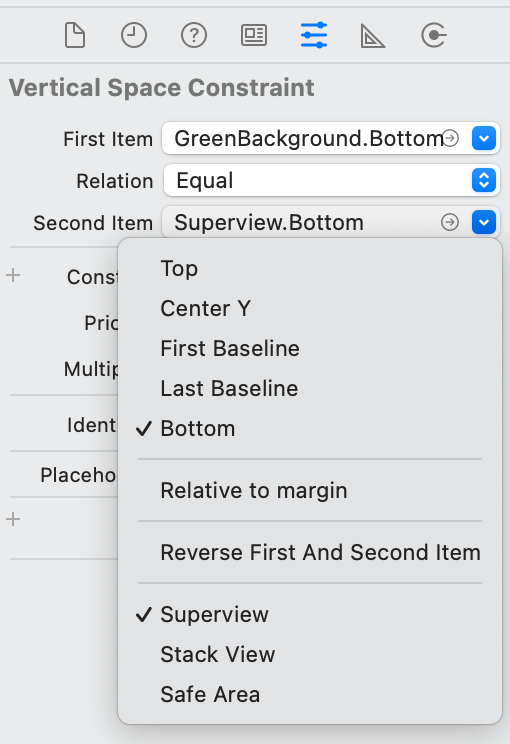 Vertical Space Constraint
First Item GreenBackground.Bottom
Relation Equal
Second Item Superview.Bottom
Top
Const
Center Y
Prio
First Baseline
Multip
Last Baseline
Ident
Bottom
Placeho
Relative to margin
Reverse First And Second Item
Superview
Stack View
Safe Area